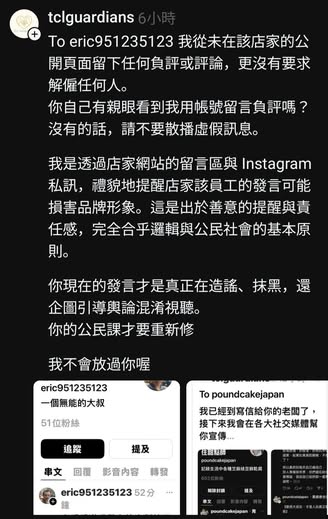 tclguardians 6小時
To eric951235123 我從未在該店家的公
開頁面留下任何負評或評論，更沒有要求
解僱任何人。
你自己有親眼看到我用帳號留言負評嗎？
沒有的話，請不要散播虛假訊息。
我是透過店家網站的留言區與 Instagram
私訊，禮貌地提醒店家該員工的發言可能
損害品牌形象。這是出於善意的提醒與責
任感，完全合乎邏輯與公民社會的基本原
則。
你現在的發言才是真正在造謠、抹黑，還
企圖引導輿論混淆視聽。
你的公民課才要重新修
我不會放過你喔
eric951235123
一個無能的大叔
51位粉絲
追蹤
提及
串文 回覆 影音內容 轉發
eric951235123 52分
鐘
To poundcakejapan
我已經到寫信給你的老闆了，
接下來我會在各大社交媒體幫
你宣傳...
poundcakejapan